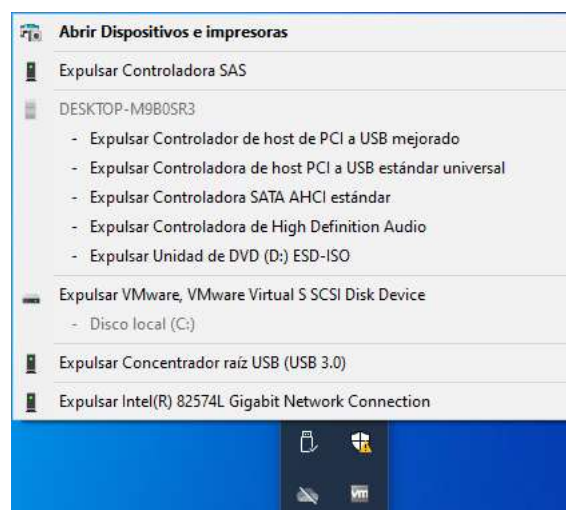 Abrir Dispositivos e impresoras
Expulsar Controladora SAS
DESKTOP-M9B0SR3
- Expulsar Controlador de host de PCI a USB mejorado
- Expulsar Controladora de host PCI a USB estándar universal
- Expulsar Controladora SATA AHCI estándar
- Expulsar Controladora de High Definition Audio
- Expulsar Unidad de DVD (D:) ESD-ISO
Expulsar VMware, VMware Virtual S SCSI Disk Device
- Disco local (C:)
Expulsar Concentrador raíz USB (USB 3.0)
Expulsar Intel(R) 82574L Gigabit Network Connection
vm